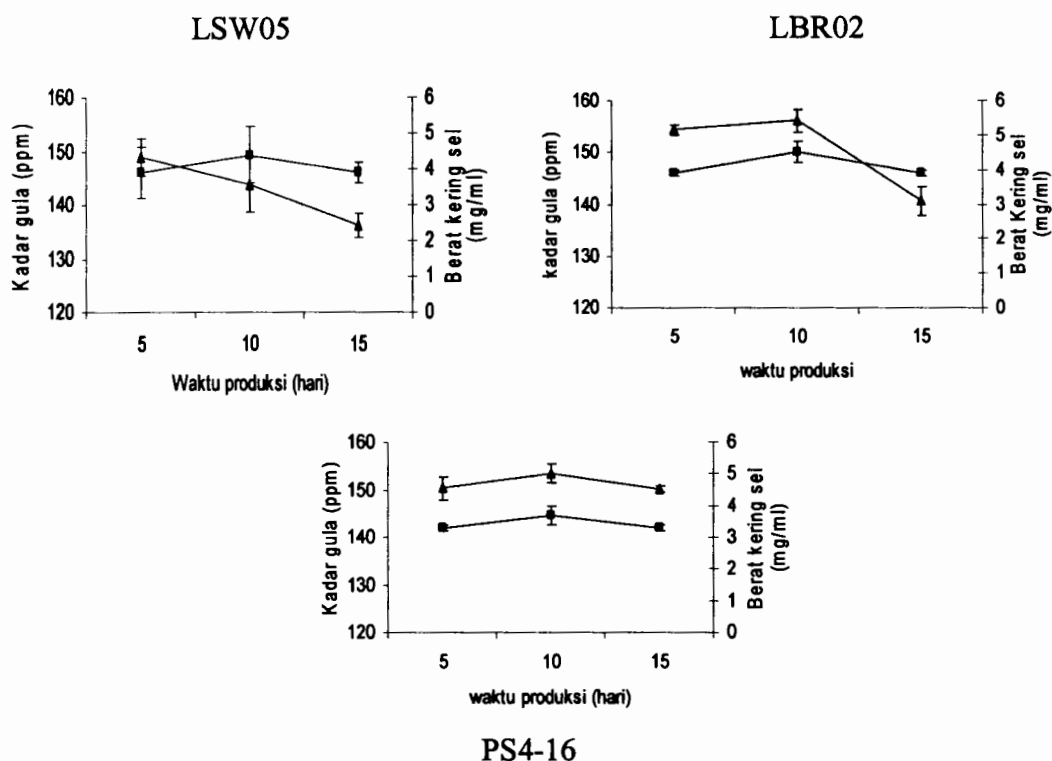 LSW05
160
150
140
130
120
Kadar gula (ppm)
6
5
4
3
2
1
0
Berat kering sel
(mg/ml)
5 10 15
Waktu produksi (hari)
LBR02
160
150
140
130
120
kadar gula (ppm)
6
5
4
3
2
1
0
Berat Kering sel
(mg/ml)
5 10 15
waktu produksi
160
150
140
130
120
Kadar gula (ppm)
6
5
4
3
2
1
0
Berat kering sel
(mg/ml)
5 10 15
waktu produksi (hari)
PS4-16